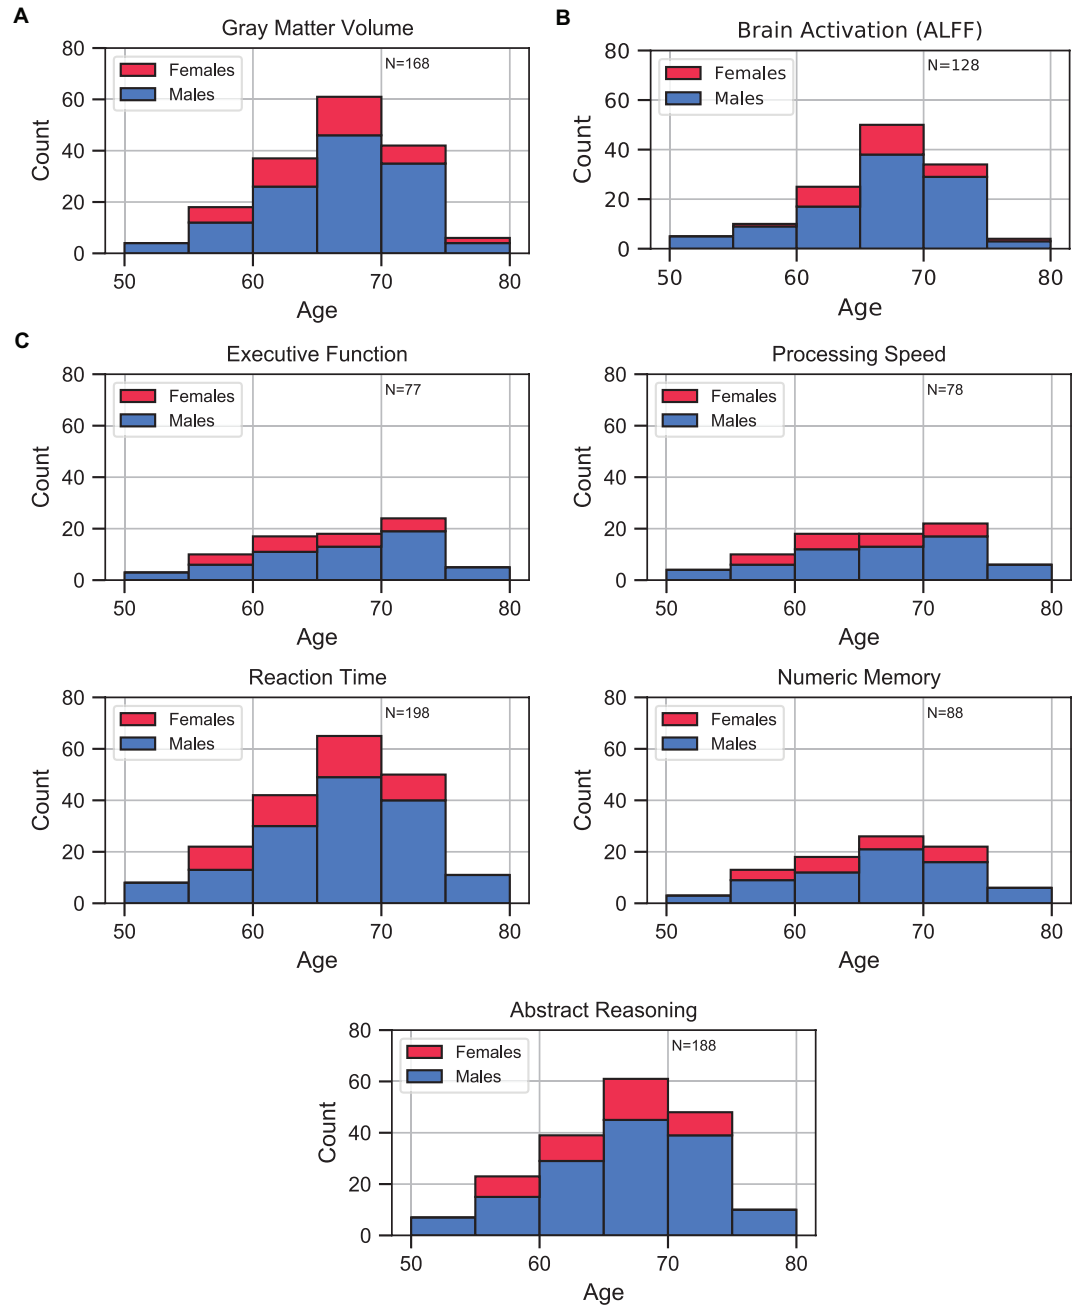 A
Gray Matter Volume
80
60
40
20
0
Count
Females
Males
N=168
50
60
70
80
Age
B
Brain Activation (ALFF)
80
60
40
20
0
Count
Females
Males
N=128
50
60
70
80
Age
C
Executive Function
80
60
40
20
0
Count
Females
Males
N=77
50
60
70
80
Age
Processing Speed
80
60
40
20
0
Count
Females
Males
N=78
50
60
70
80
Age
Reaction Time
80
60
40
20
0
Count
Females
Males
N=198
50
60
70
80
Age
Numeric Memory
80
60
40
20
0
Count
Females
Males
N=88
50
60
70
80
Age
Abstract Reasoning
80
60
40
20
0
Count
Females
Males
N=188
50
60
70
80
Age